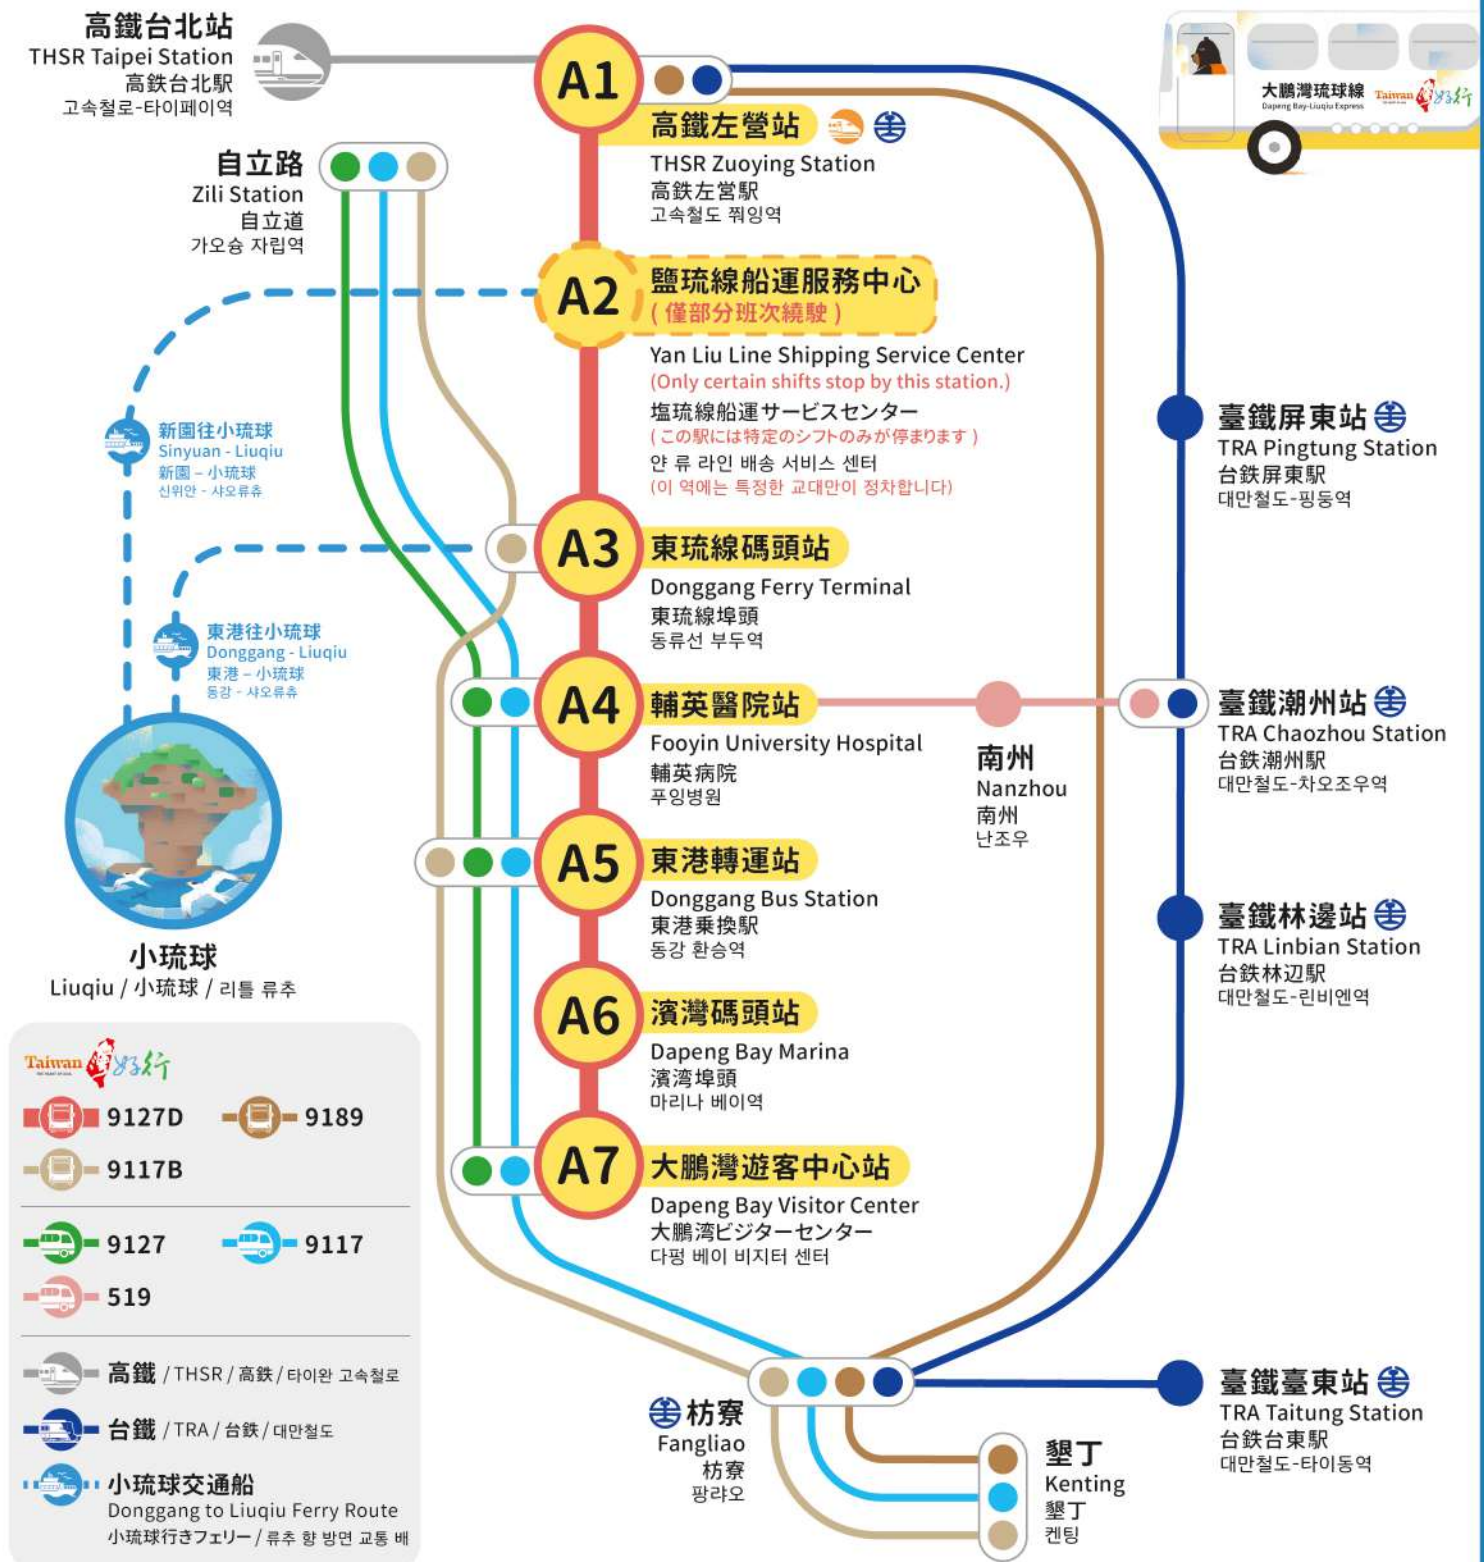 高鐵台北站
THSR Taipei Station
高鉄台北駅
고속철로-타이페이역
A1
高鐵左營站
THSR Zuoying Station
高鉄左営駅
고속철도 쭤잉역
大鵬灣琉球線
Dapeng Bay-Liuqiu Express
Taiwan
好行
自立路
Zili Station
自立道
가오슝 자립역
A2
鹽琉線船運服務中心
( 僅部分班次繞駛 )
Yan Liu Line Shipping Service Center
(Only certain shifts stop by this station.)
塩琉線船運サービスセンター
( この駅には特定のシフトのみが停まります )
얀 류 라인 배송 서비스 센터
(이 역에는 특정한 교대만이 정차합니다)
新園往小琉球
Sinyuan - Liuqiu
新園 – 小琉球
신위안 - 샤오류츄
臺鐵屏東站
TRA Pingtung Station
台鉄屏東駅
대만철도-핑둥역
A3
東琉線碼頭站
Donggang Ferry Terminal
東琉線埠頭
동류선 부두역
東港往小琉球
Donggang - Liuqiu
東港 – 小琉球
동강 - 샤오류츄
A4
輔英醫院站
Fooyin University Hospital
輔英病院
푸잉병원
南州
Nanzhou
南州
난조우
臺鐵潮州站
TRA Chaozhou Station
台鉄潮州駅
대만철도-차오조우역
A5
東港轉運站
Donggang Bus Station
東港乗換駅
동강 환승역
臺鐵林邊站
TRA Linbian Station
台鉄林辺駅
대만철도-린비엔역
小琉球
Liuqiu / 小琉球 / 리틀 류추
A6
濱灣碼頭站
Dapeng Bay Marina
濱湾埠頭
마리나 베이역
A7
大鵬灣遊客中心站
Dapeng Bay Visitor Center
大鵬湾ビジターセンター
다펑 베이 비지터 센터
Taiwan
好行
9127D
9189
9117B
9127
9117
519
高鐵 / THSR / 高鉄 / 타이완 고속철로
台鐵 / TRA / 台鉄 / 대만철도
小琉球交通船
Donggang to Liuqiu Ferry Route
小琉球行きフェリー / 류추 향 방면 교통 배
枋寮
Fangliao
枋寮
팡랴오
墾丁
Kenting
墾丁
켄팅
臺鐵臺東站
TRA Taitung Station
台鉄台東駅
대만철도-타이동역